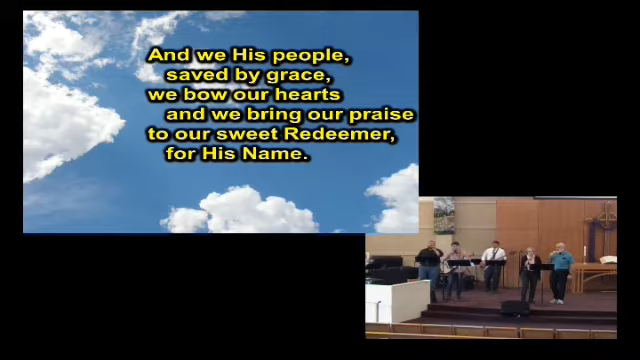 And we His people,
saved by grace,
we bow our hearts
and we bring our praise
to our sweet Redeemer,
for His Name.